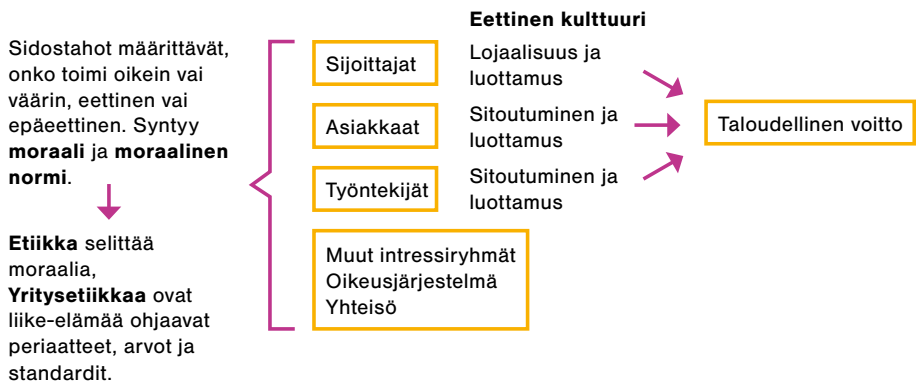 Sidostahot määrittävät,
onko toimi oikein vai
väärin, eettinen vai
epäeettinen. Syntyy
moraali ja moraalinen
normi.
Etiikka selittää
moraalia,
Yritysetiikkaa ovat
liike-elämää ohjaavat
periaatteet, arvot ja
standardit.
Sijoittajat
Asiakkaat
Työntekijät
Muut intressiryhmät
Oikeusjärjestelmä
Yhteisö
Eettinen kulttuuri
Lojaalisuus ja
luottamus
Sitoutuminen ja
luottamus
Sitoutuminen ja
luottamus
Taloudellinen voitto